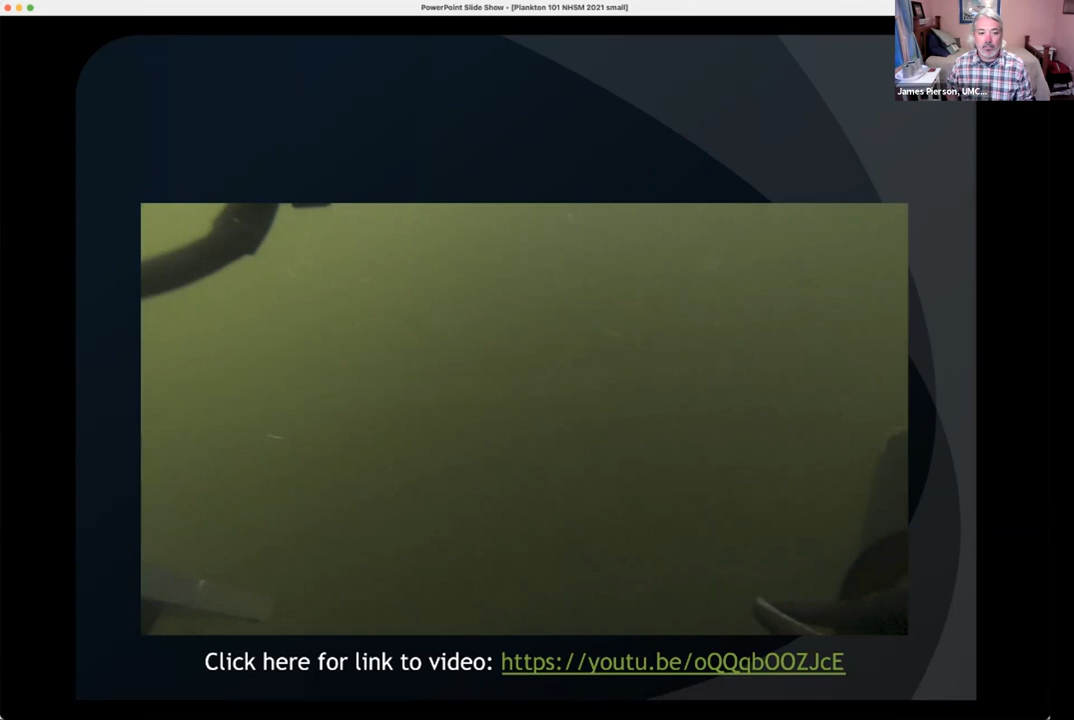 PowerPoint Slide Show - [Plankton 101 NHSM 2021 small]
James Pierson, UMC...
Click here for link to video: https://youtu.be/oQQqbOOZJcE